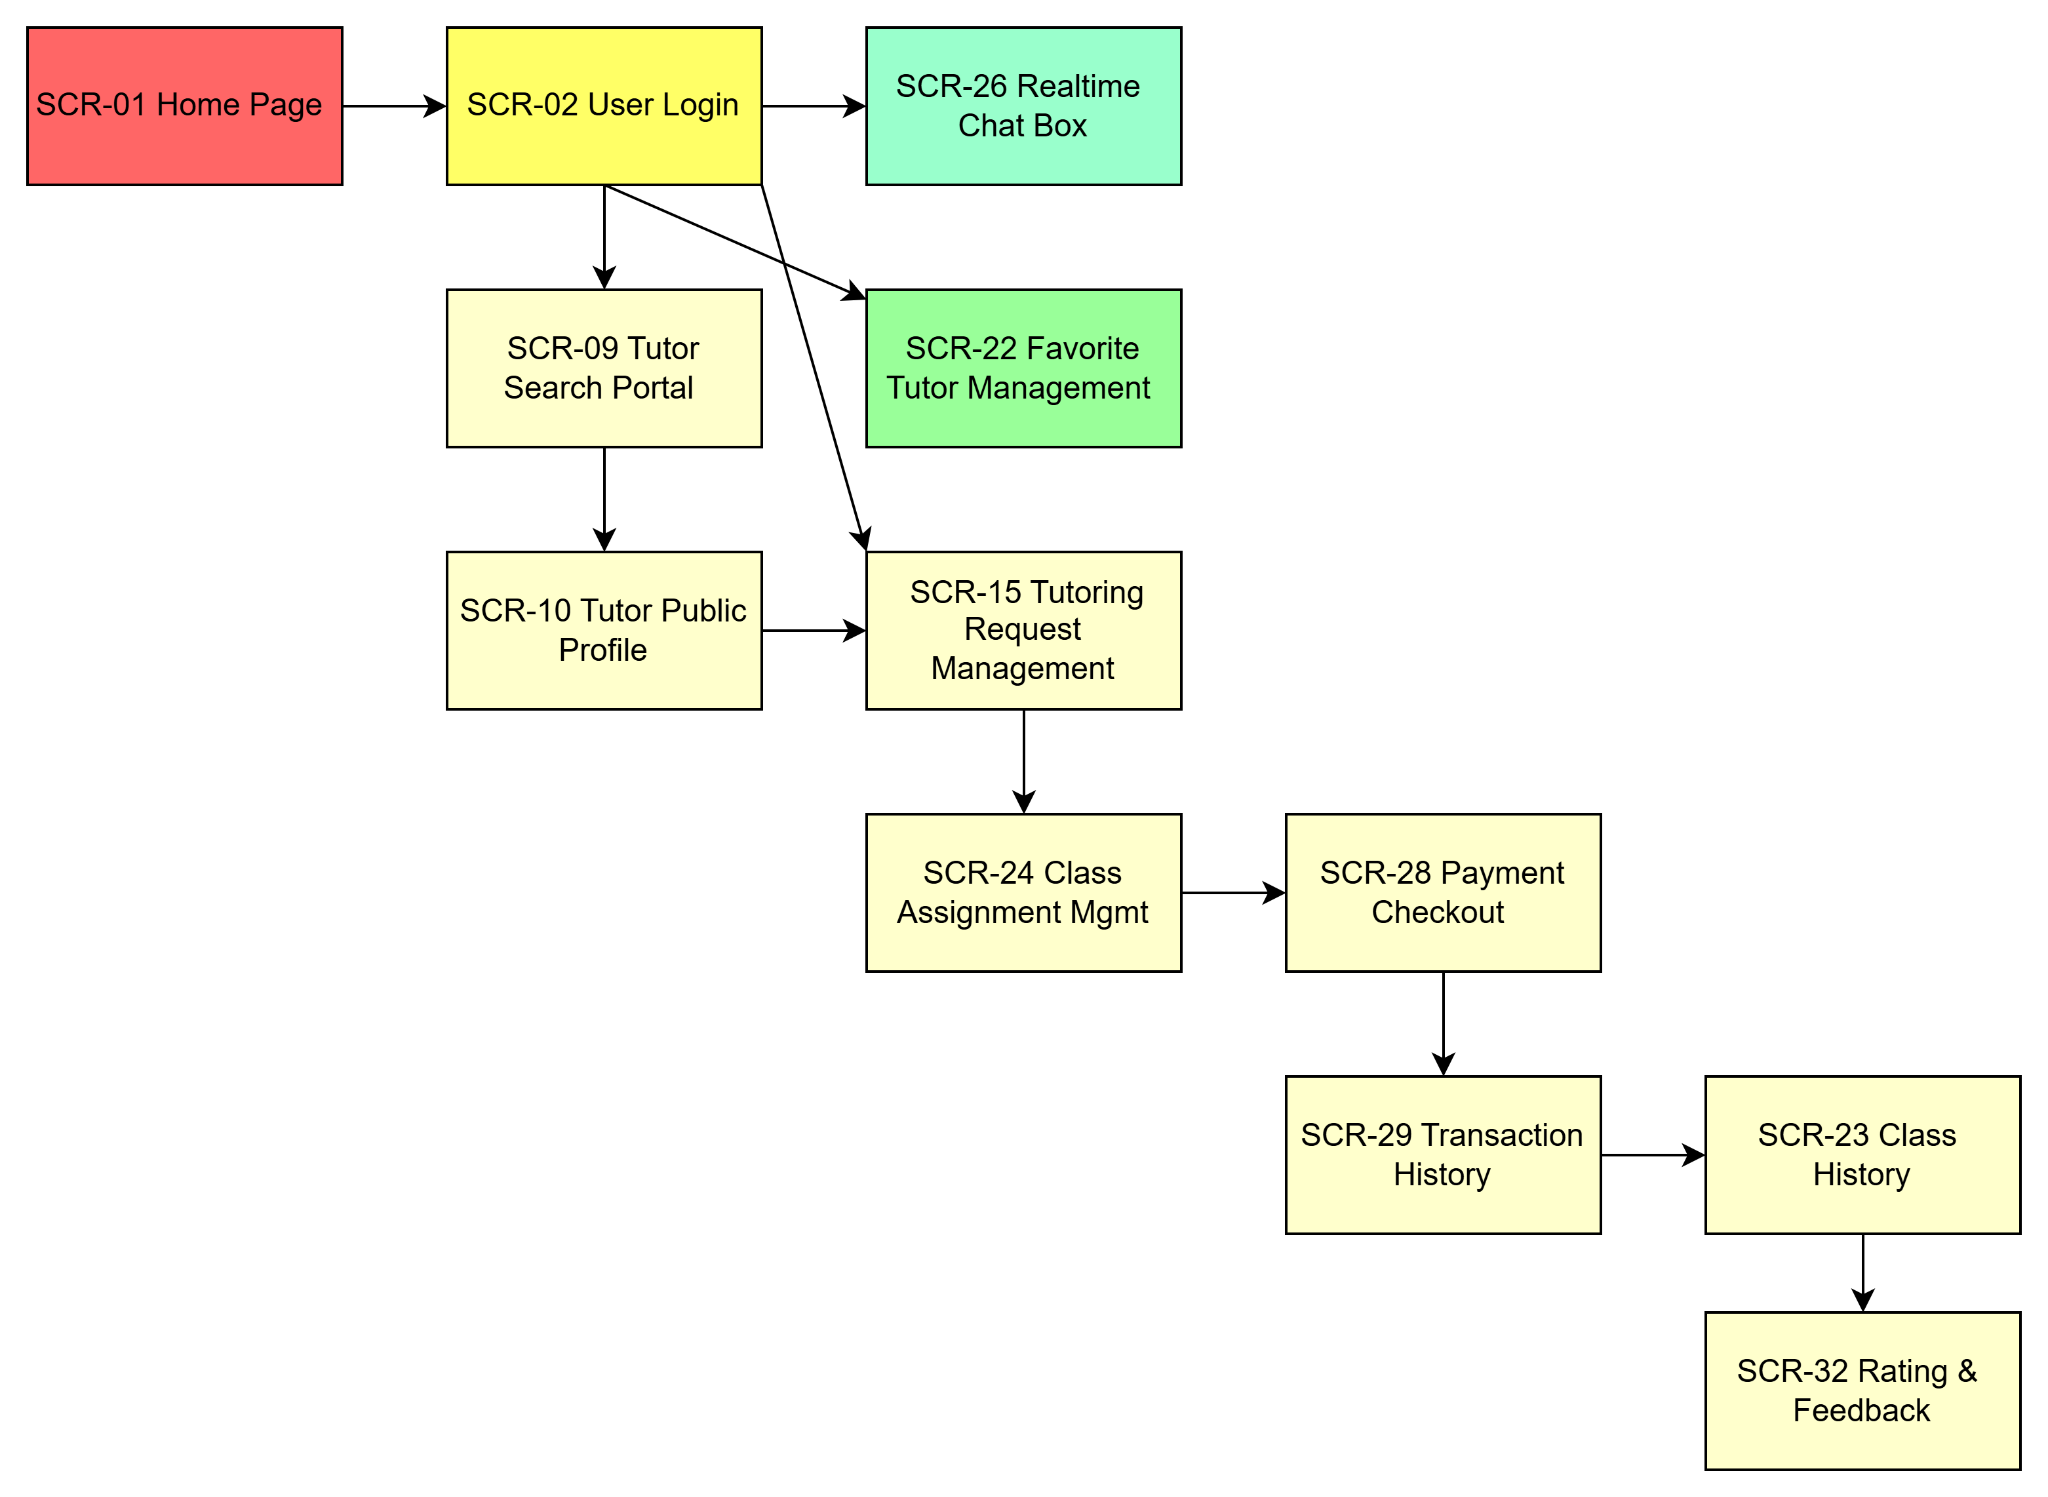 SCR-01 Home Page
SCR-02 User Login
SCR-26 Realtime
Chat Box
SCR-09 Tutor
Search Portal
SCR-22 Favorite
Tutor Management
SCR-10 Tutor Public
Profile
SCR-15 Tutoring
Request
Management
SCR-24 Class
Assignment Mgmt
SCR-28 Payment
Checkout
SCR-29 Transaction
History
SCR-23 Class
History
SCR-32 Rating &
Feedback